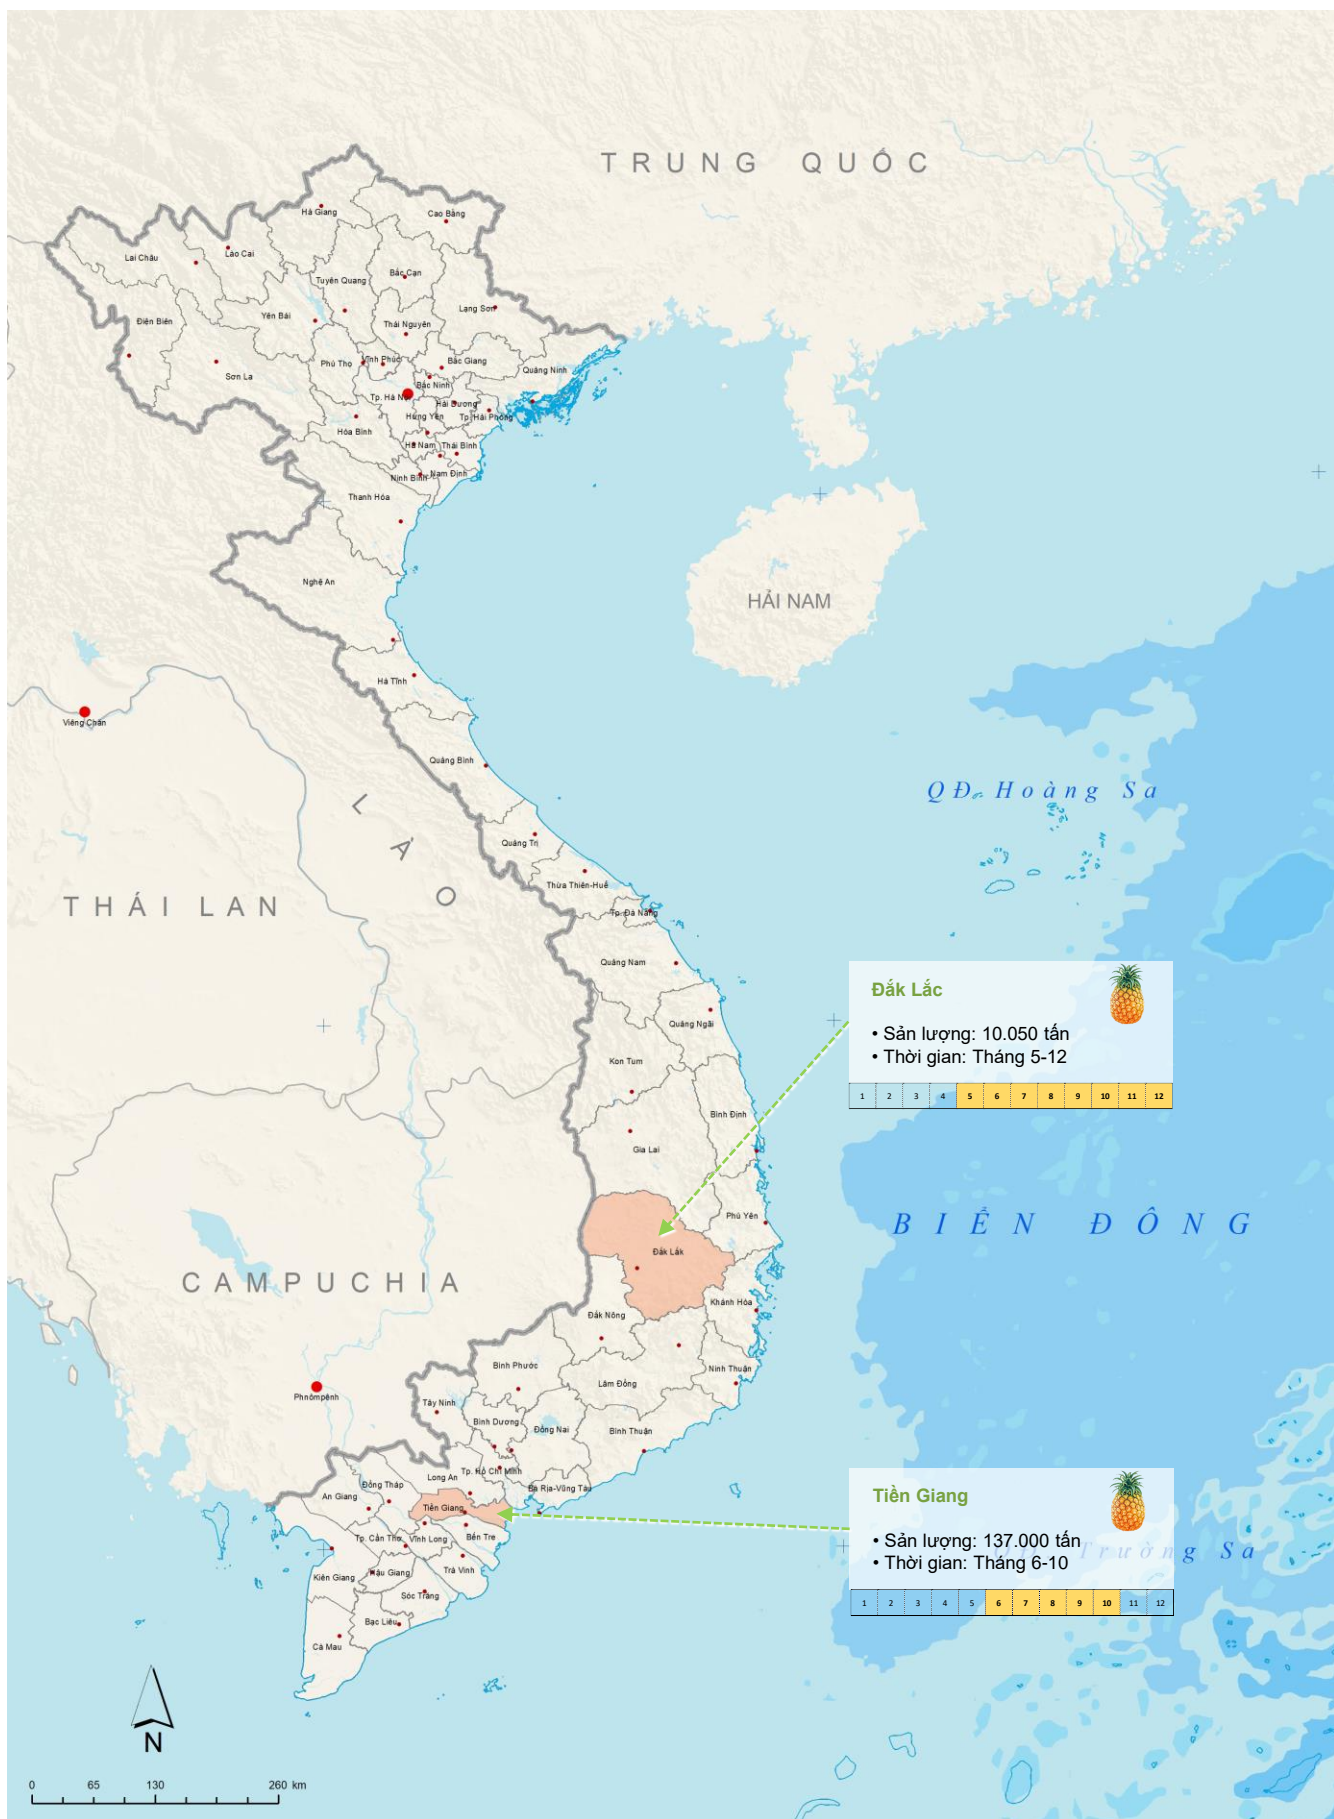 TRUNG QUỐC
Hà Giang
Cao Bằng
Lai Châu
Lào Cai
Bắc Cạn
Tuyên Quang
Lạng Sơn
Điện Biên
Yên Bái
Thái Nguyên
Phú Thọ
Vĩnh Phúc
Bắc Giang
Quảng Ninh
Sơn La
Bắc Ninh
Tp. Hà Nội
Hải Dương
Hưng Yên
Tp. Hải Phòng
Hòa Bình
Hà Nam
Thái Bình
Ninh Bình
Nam Định
Thanh Hóa
Nghệ An
HẢI NAM
Hà Tĩnh
Viêng Chăn
Quảng Bình
QĐ. Hoàng Sa
LÀO
Quảng Trị
Thừa Thiên-Huế
THÁI LAN
Tp. Đà Nẵng
Quảng Nam
Đắk Lắc
• Sản lượng: 10.050 tấn
• Thời gian: Tháng 5-12
1 2 3 4 5 6 7 8 9 10 11 12
Quảng Ngãi
Kon Tum
Bình Định
Gia Lai
Phú Yên
BIỂN ĐÔNG
Đắk Lắk
CAMPUCHIA
Khánh Hòa
Đắk Nông
Bình Phước
Ninh Thuận
Lâm Đồng
Phnômpênh
Tây Ninh
Bình Dương
Đồng Nai
Bình Thuận
Long An
Tp. Hồ Chí Minh
Đồng Tháp
Bà Rịa-Vũng Tàu
An Giang
Tiền Giang
Tp. Cần Thơ
Vĩnh Long
Bến Tre
Tiền Giang
• Sản lượng: 137.000 tấn
• Thời gian: Tháng 6-10
QĐ. Trường Sa
1 2 3 4 5 6 7 8 9 10 11 12
Kiên Giang
Hậu Giang
Trà Vinh
Sóc Trăng
Bạc Liêu
Cà Mau
N
0 65 130 260 km